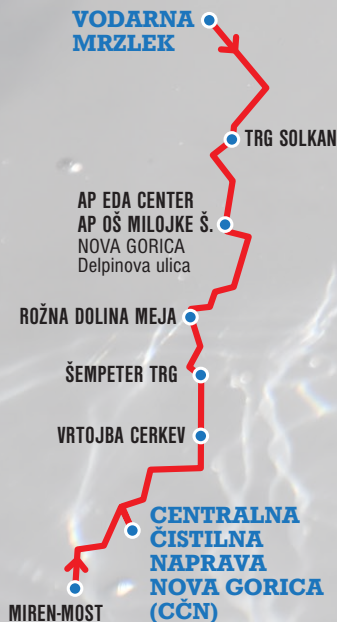 VODARNA
MRZLEK
TRG SOLKAN
AP EDA CENTER
AP OŠ MILOJKE Š.
NOVA GORICA
Delpinova ulica
ROŽNA DOLINA MEJA
ŠEMPETER TRG
VRTOJBA CERKEV
CENTRALNA
ČISTILNA
NAPRAVA
NOVA GORICA
(CČN)
MIREN-MOST